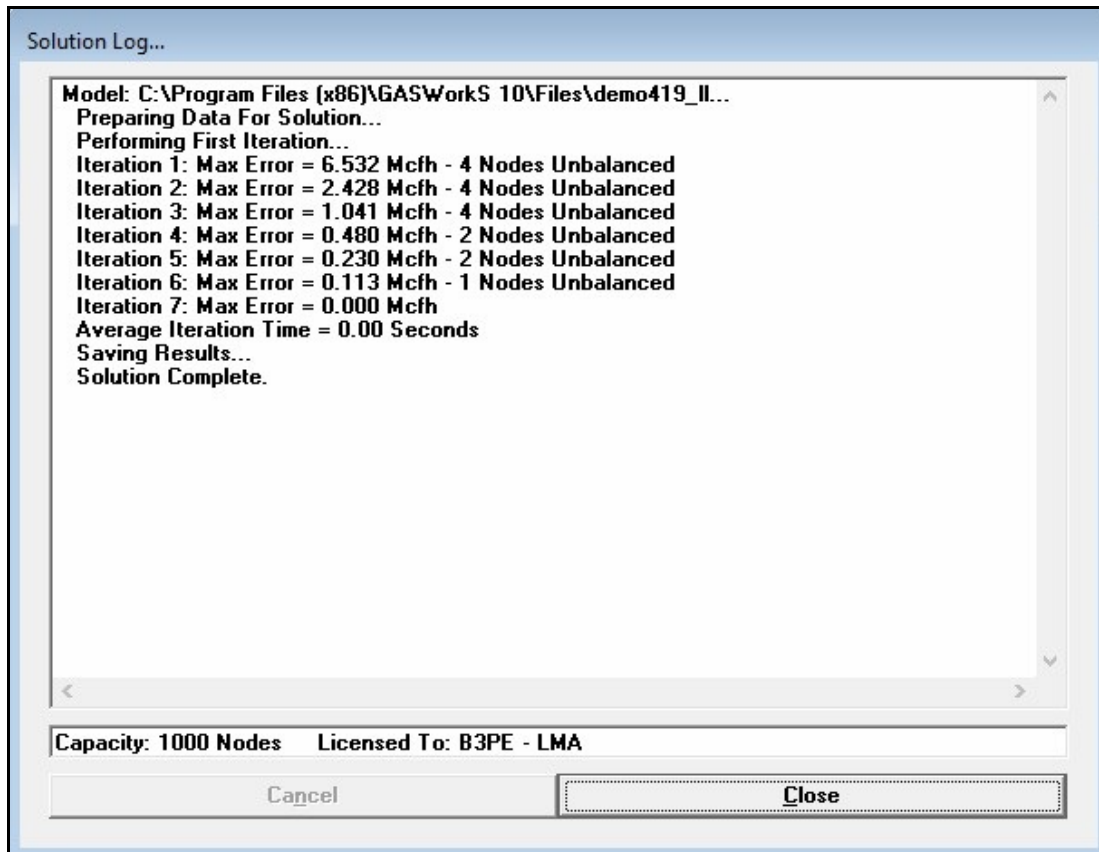 Solution Log...
Model: C:\Program Files (x86)\GASWorkS 10\Files\demo419_II...
Preparing Data For Solution...
Performing First Iteration...
Iteration 1: Max Error = 6.532 Mcfh - 4 Nodes Unbalanced
Iteration 2: Max Error = 2.428 Mcfh - 4 Nodes Unbalanced
Iteration 3: Max Error = 1.041 Mcfh - 4 Nodes Unbalanced
Iteration 4: Max Error = 0.480 Mcfh - 2 Nodes Unbalanced
Iteration 5: Max Error = 0.230 Mcfh - 2 Nodes Unbalanced
Iteration 6: Max Error = 0.113 Mcfh - 1 Nodes Unbalanced
Iteration 7: Max Error = 0.000 Mcfh
Average Iteration Time = 0.00 Seconds
Saving Results...
Solution Complete.
Capacity: 1000 Nodes Licensed To: B3PE - LMA
Cancel Close